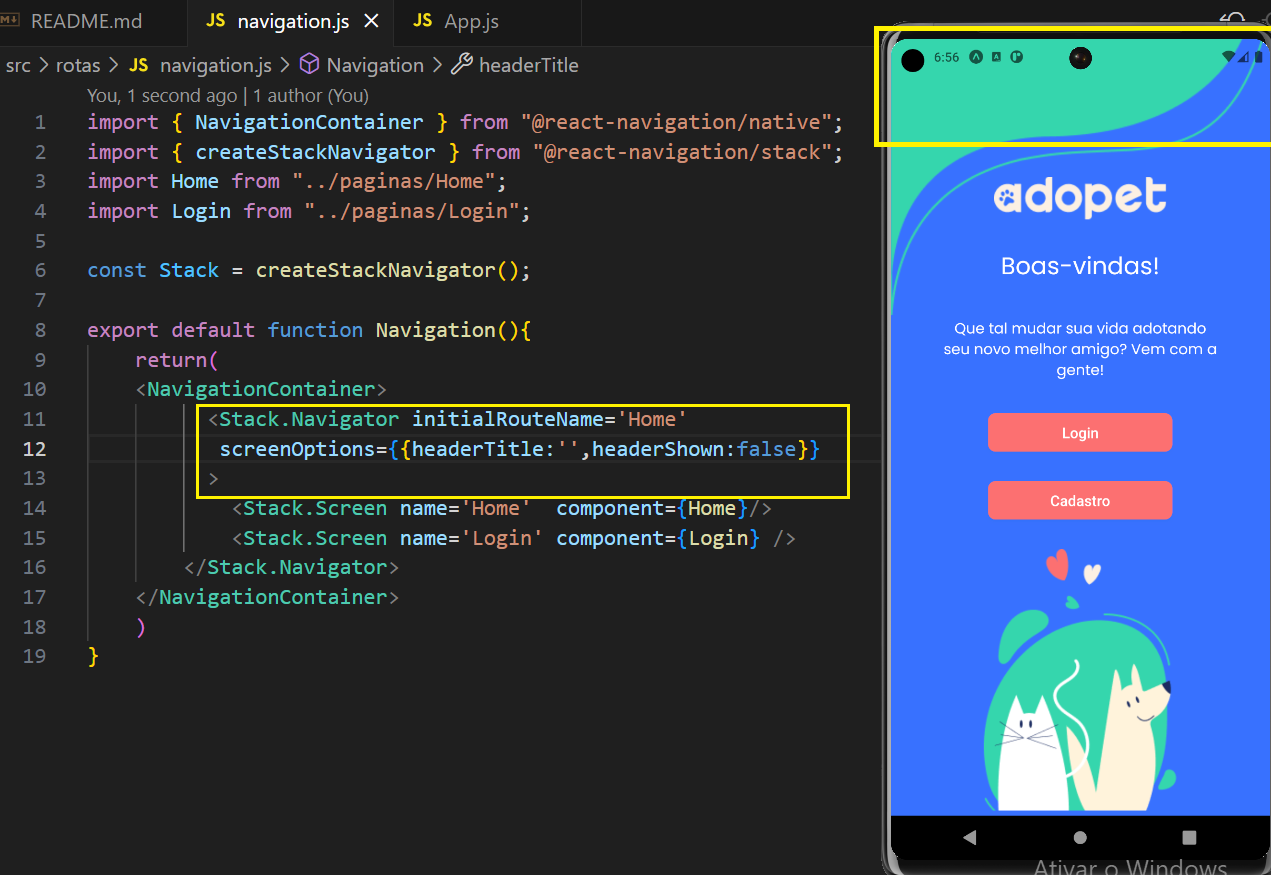 README.md
JS navigation.js ×
JS App.js
src > rotas > JS navigation.js > Navigation > headerTitle
You, 1 second ago | 1 author (You)
1 import { NavigationContainer } from "@react-navigation/native";
2 import { createStackNavigator } from "@react-navigation/stack";
3 import Home from "../paginas/Home";
4 import Login from "../paginas/Login";
5
6 const Stack = createStackNavigator();
7
8 export default function Navigation(){
9 return(
10 <NavigationContainer>
11 <Stack.Navigator initialRouteName='Home'
12 screenOptions={{headerTitle:'',headerShown:false}}
13 >
14 <Stack.Screen name='Home'  component={Home}/>
15 <Stack.Screen name='Login' component={Login} />
16 </Stack.Navigator>
17 </NavigationContainer>
18 )
19 }
6:56
adopet
Boas-vindas!
Que tal mudar sua vida adotando
seu novo melhor amigo? Vem com a
gente!
Login
Cadastro
Ativar o Windows